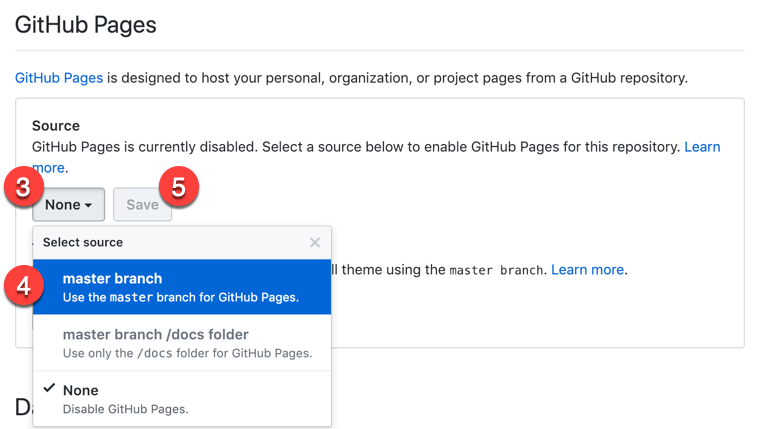 GitHub Pages
GitHub Pages is designed to host your personal, organization, or project pages from a GitHub repository.
Source
GitHub Pages is currently disabled. Select a source below to enable GitHub Pages for this repository. Learn
more.
3
None
Save
5
Select source
theme using the master branch. Learn more.
4
master branch
Use the master branch for GitHub Pages.
master branch /docs folder
Use only the /docs folder for GitHub Pages.
None
Disable GitHub Pages.